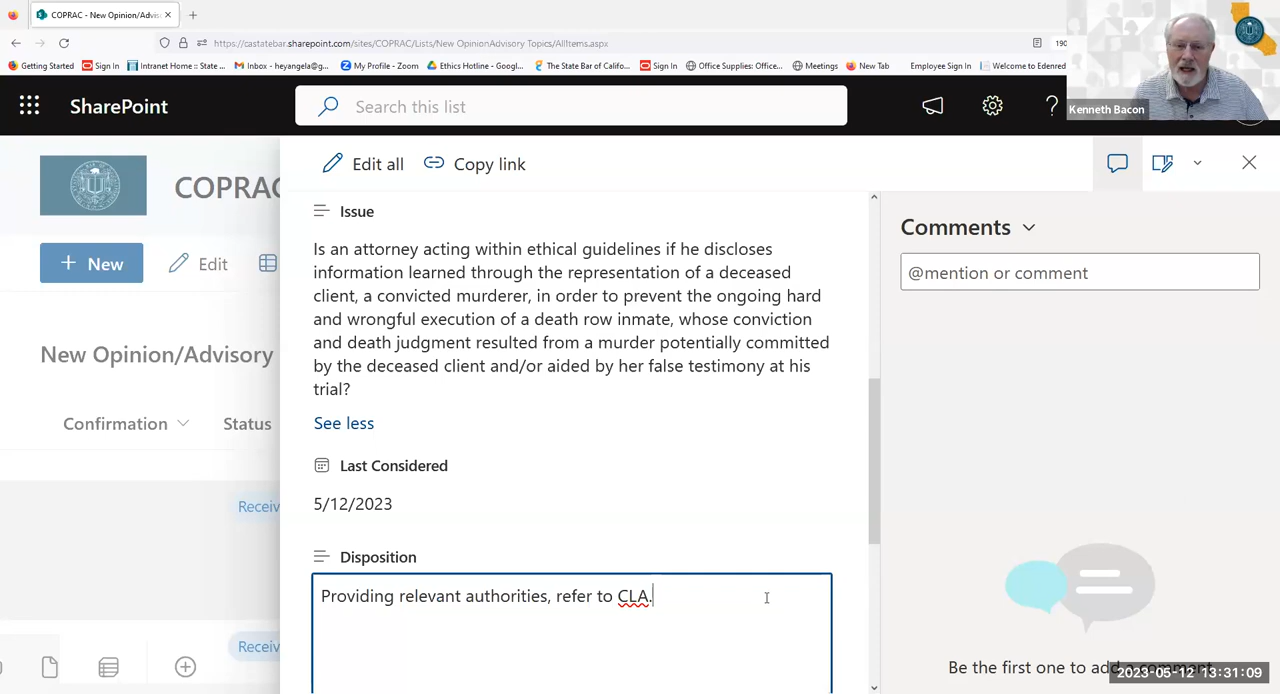 COPRAC - New Opinion/Advis
https://castatebar.sharepoint.com/sites/COPRAC/Lists/New OpinionAdvisory Topics/AllItems.aspx
190
Getting Started
Sign In
Intranet Home :: State ...
Inbox - heyangela@g...
My Profile - Zoom
Ethics Hotline - Googl...
The State Bar of Califo...
Sign In
Office Supplies: Office...
Meetings
New Tab
Employee Sign In
Welcome to Edenred
Kenneth Bacon
SharePoint
Search this list
?
COPRAC
+ New
Edit
New Opinion/Advisory
Confirmation
Status
Receiv
Receiv
Edit all
Copy link
Issue
Is an attorney acting within ethical guidelines if he discloses
information learned through the representation of a deceased
client, a convicted murderer, in order to prevent the ongoing hard
and wrongful execution of a death row inmate, whose conviction
and death judgment resulted from a murder potentially committed
by the deceased client and/or aided by her false testimony at his
trial?
See less
Last Considered
5/12/2023
Disposition
Providing relevant authorities, refer to CLA.
Comments
@mention or comment
Be the first one to add a comment
2023-05-12 13:31:09